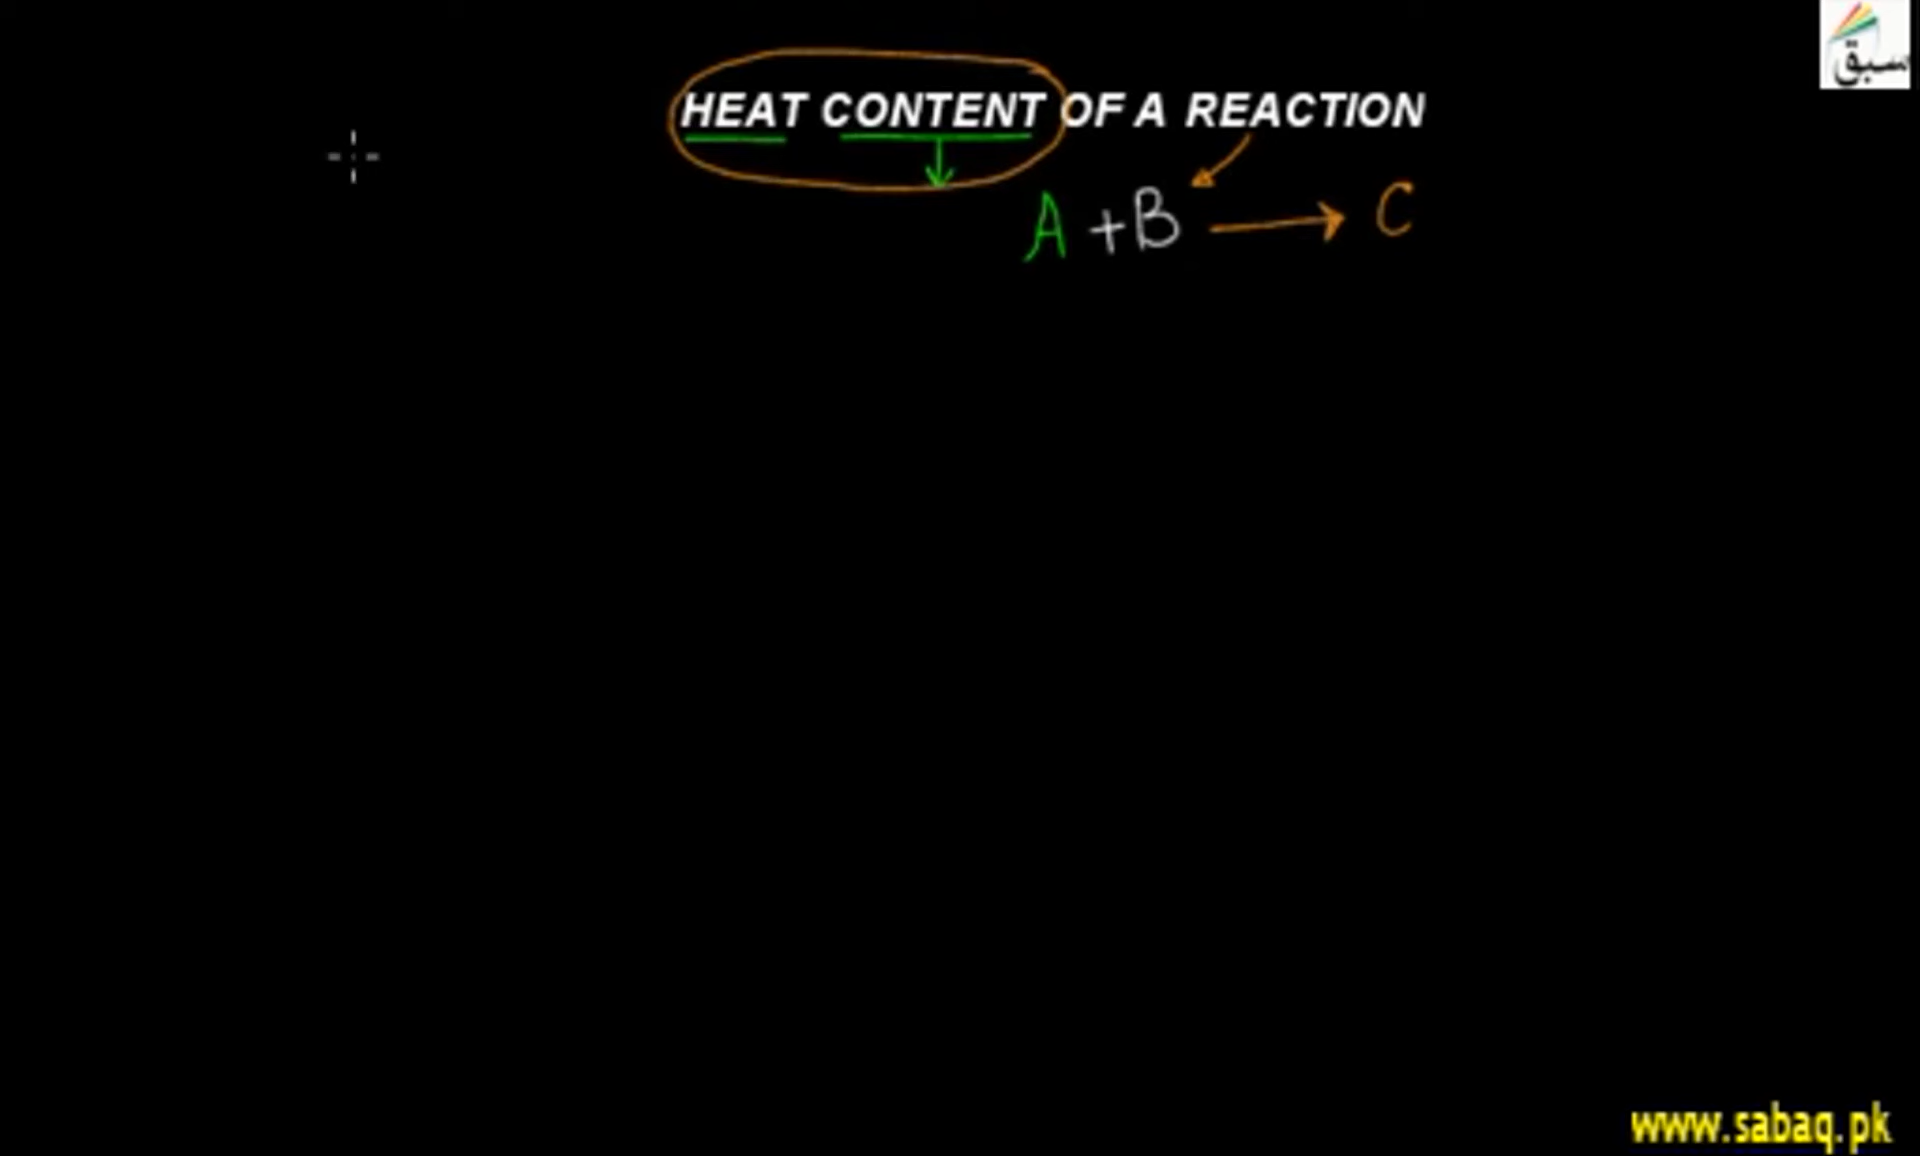 سبق
HEAT CONTENT OF A REACTION
A + B → C
www.sabaq.pk